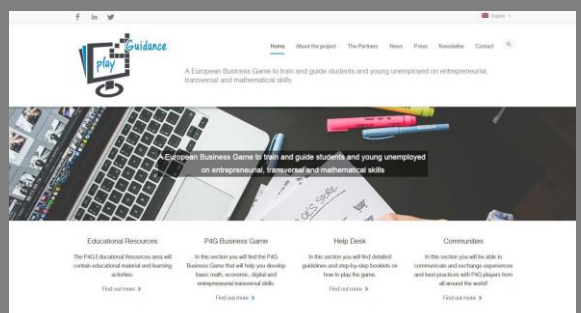 English
play Guidance
Home About the project The Partners News Press Newsletter Contact
A European Business Game to train and guide students and young unemployed on entrepreneurial,
transversal and mathematical skills
A European Business Game to train and guide students and young unemployed
on entrepreneurial, transversal and mathematical skills
Educational Resources
The P4G Educational Resources area will
contain educational material and learning
activities
Find out more
P4G Business Game
In this section you will find the P4G
Business Game that will help you develop
basic math, economic, digital and
entrepreneurial transversal skills.
Find out more
Help Desk
In this section you will find detailed
guidelines and step-by-step booklets on
how to play the game.
Find out more
Communities
In this section you will be able to
communicate and exchange experiences
and best practices with P4G players from
all around the world!
Find out more